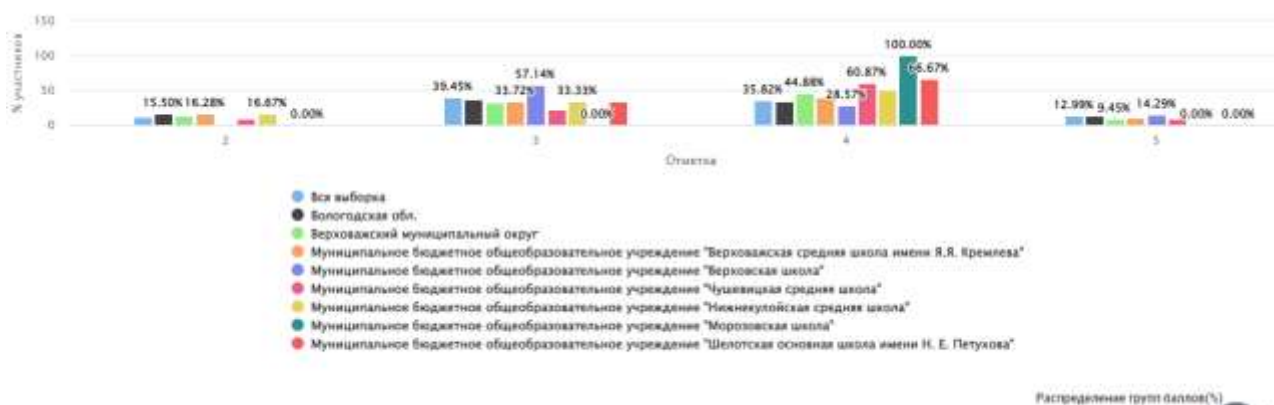 150
100
50
0
% участников
15.50% 16.28% 16.67% 0.00%
39.45% 33.72% 57.14% 33.33% 0.00%
35.82% 44.88% 28.57% 60.87% 100.00% 66.67%
12.99% 9.45% 14.29% 0.00% 0.00%
2 3 4 5
Отметка
Вся выборка
Вологодская обл.
Верховажский муниципальный округ
Муниципальное бюджетное общеобразовательное учреждение "Верховажская средняя школа имени Я.Я. Кремлева"
Муниципальное бюджетное общеобразовательное учреждение "Верховская школа"
Муниципальное бюджетное общеобразовательное учреждение "Чушевицкая средняя школа"
Муниципальное бюджетное общеобразовательное учреждение "Нижнекулойская средняя школа"
Муниципальное бюджетное общеобразовательное учреждение "Морозовская школа"
Муниципальное бюджетное общеобразовательное учреждение "Шелотская основная школа имени Н. Е. Петухова"
Распределение групп баллов(%)